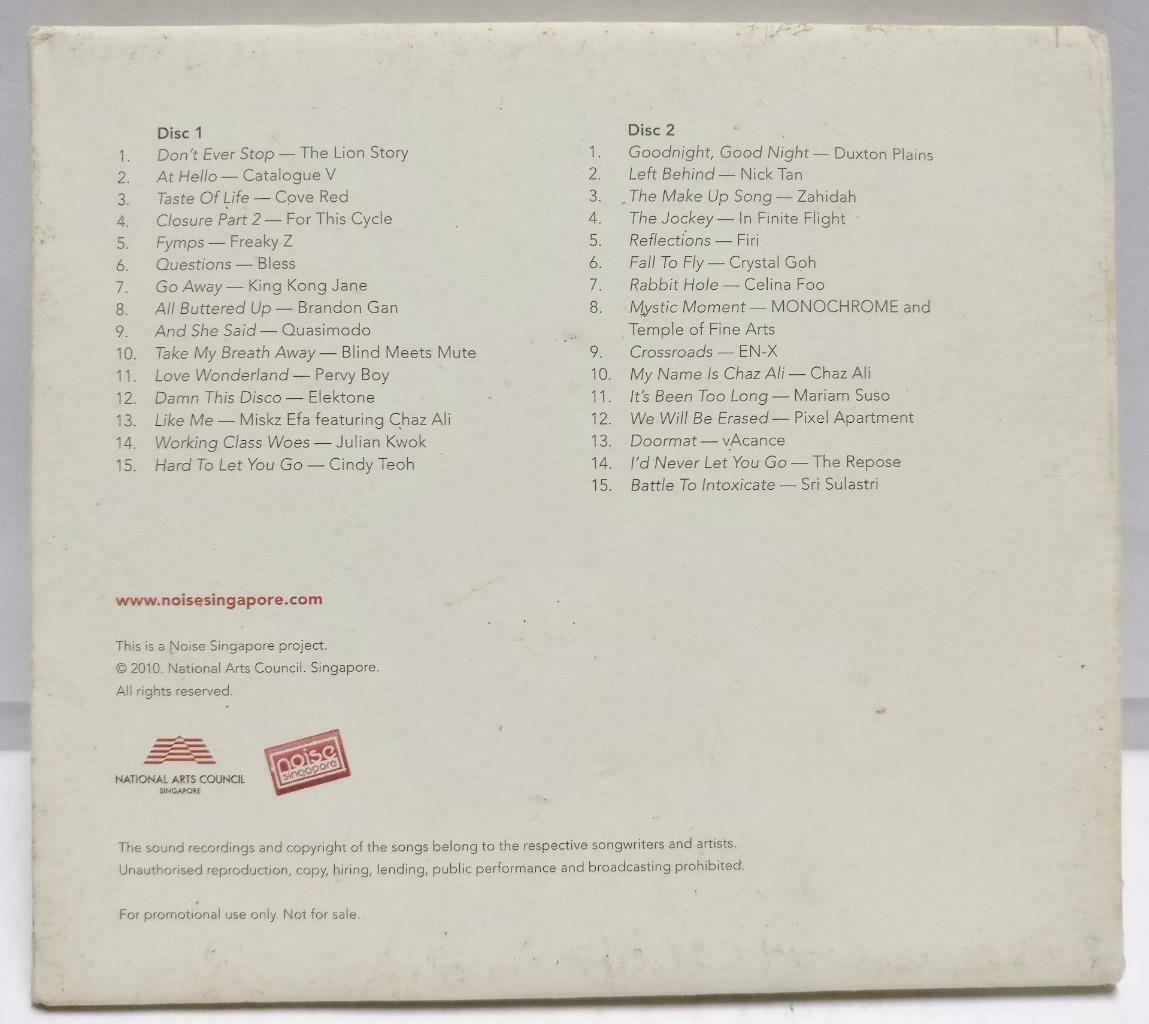 Disc 1
1. Don't Ever Stop — The Lion Story
2. At Hello — Catalogue V
3. Taste Of Life — Cove Red
4. Closure Part 2 — For This Cycle
5. Fymps — Freaky Z
6. Questions — Bless
7. Go Away — King Kong Jane
8. All Buttered Up — Brandon Gan
9. And She Said — Quasimodo
10. Take My Breath Away — Blind Meets Mute
11. Love Wonderland — Pervy Boy
12. Damn This Disco — Elektone
13. Like Me — Miskz Efa featuring Chaz Ali
14. Working Class Woes — Julian Kwok
15. Hard To Let You Go — Cindy Teoh
Disc 2
1. Goodnight, Good Night — Duxton Plains
2. Left Behind — Nick Tan
3. The Make Up Song — Zahidah
4. The Jockey — In Finite Flight
5. Reflections — Firi
6. Fall To Fly — Crystal Goh
7. Rabbit Hole — Celina Foo
8. Mystic Moment — MONOCHROME and
Temple of Fine Arts
9. Crossroads — EN-X
10. My Name Is Chaz Ali — Chaz Ali
11. It's Been Too Long — Mariam Suso
12. We Will Be Erased — Pixel Apartment
13. Doormat — vAcance
14. I'd Never Let You Go — The Repose
15. Battle To Intoxicate — Sri Sulastri
www.noisesingapore.com
This is a Noise Singapore project.
© 2010. National Arts Council. Singapore.
All rights reserved.
NATIONAL ARTS COUNCIL
SINGAPORE
noise
singapore
The sound recordings and copyright of the songs belong to the respective songwriters and artists.
Unauthorised reproduction, copy, hiring, lending, public performance and broadcasting prohibited.
For promotional use only. Not for sale.